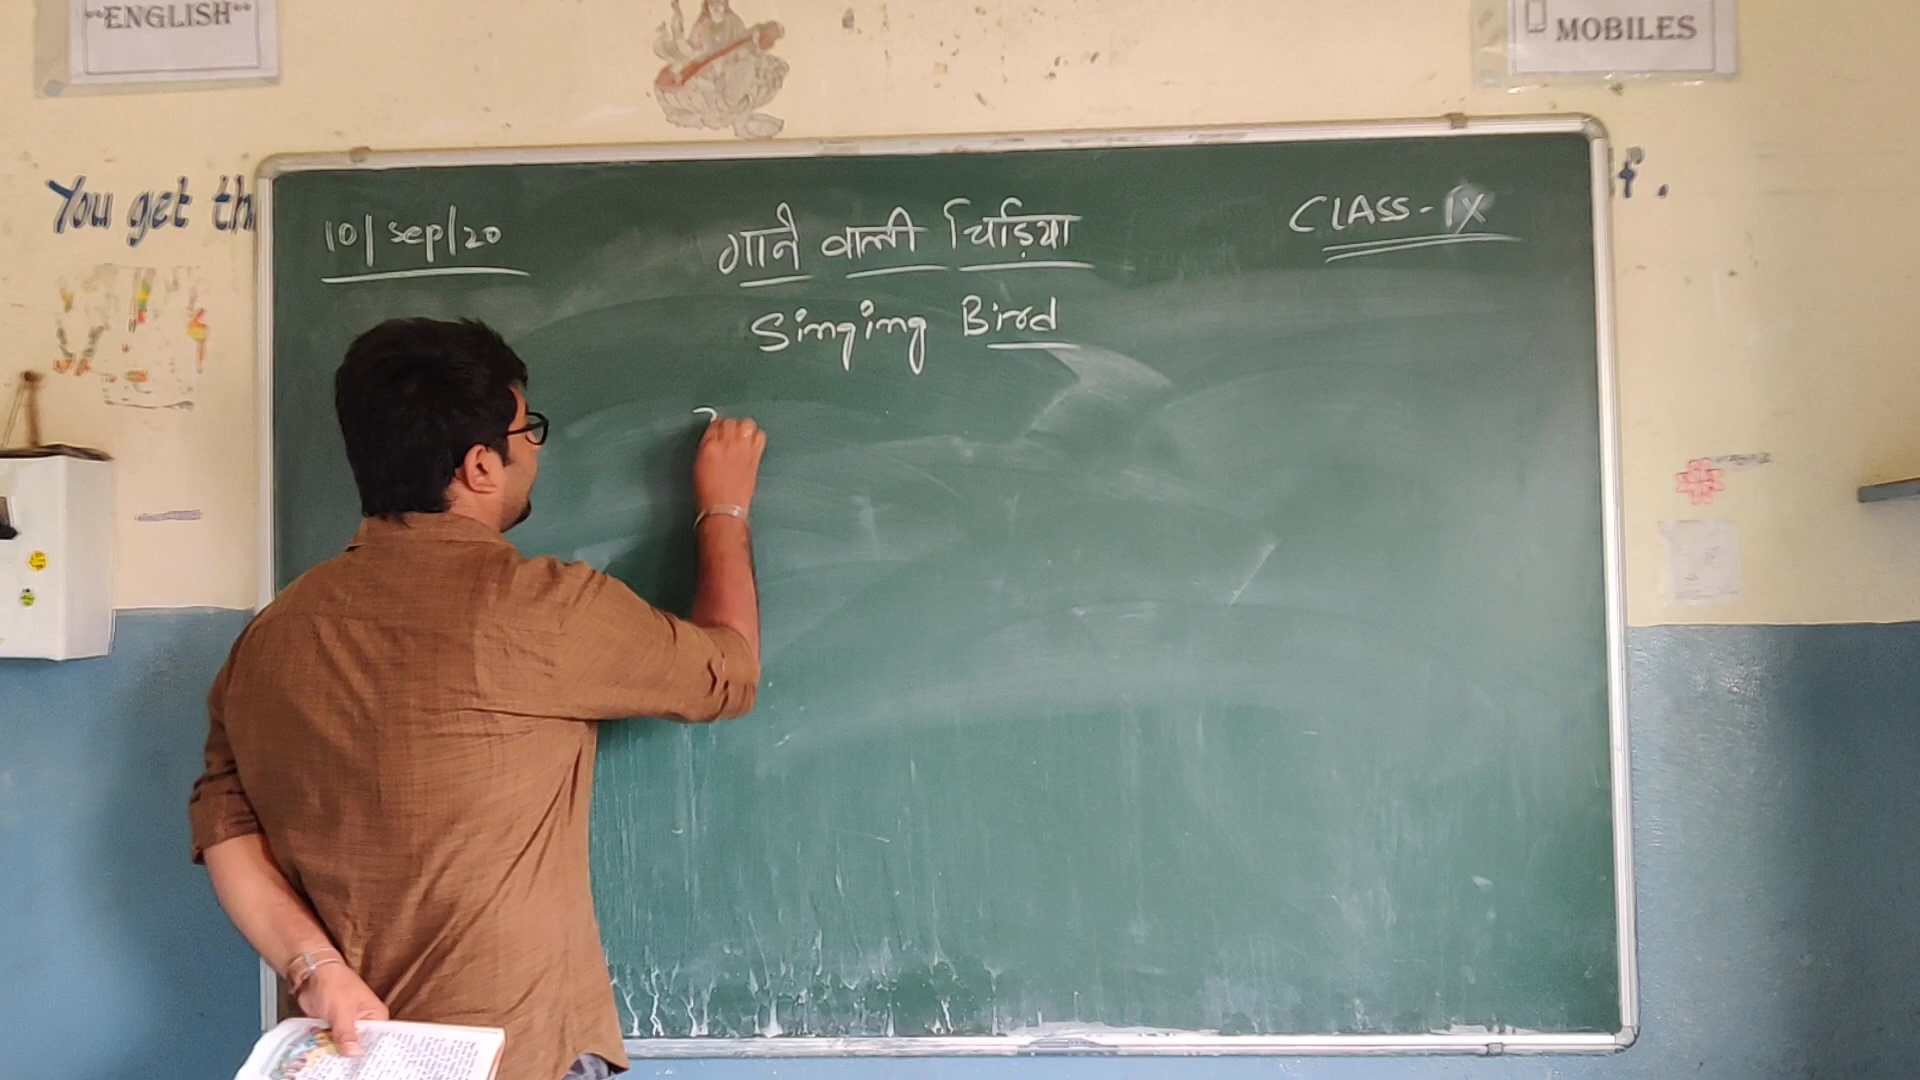 "ENGLISH"
MOBILES
You get th
f.
10/sep/20
गाने वाली चिड़िया
CLASS-IX
Singing Bird